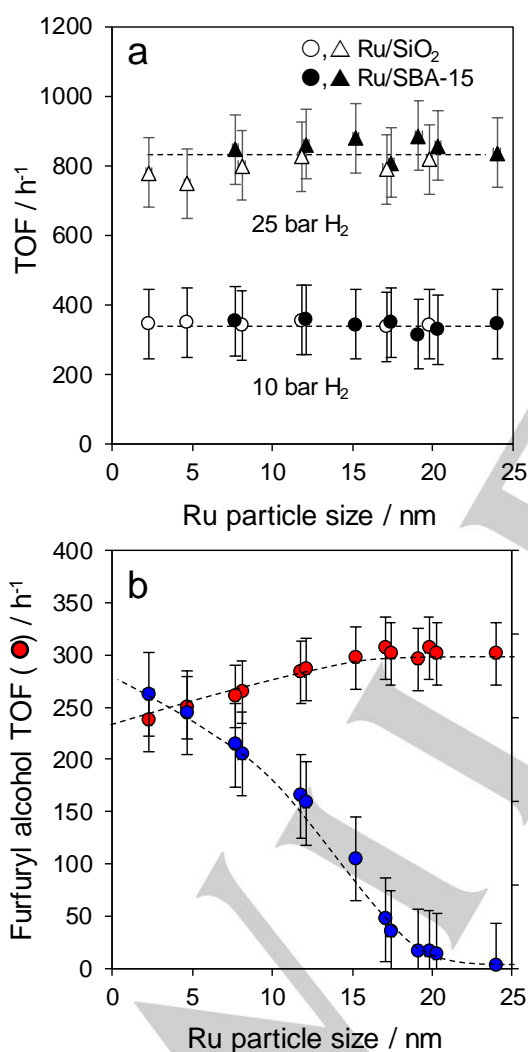 a
○,△ Ru/SiO₂
●,▲ Ru/SBA-15
1200
1000
800
600
400
200
0
25 bar H₂
10 bar H₂
TOF / h⁻¹
0 5 10 15 20 25
Ru particle size / nm
b
400
350
300
250
200
150
100
50
0
Furfuryl alcohol TOF (●) / h⁻¹
0 5 10 15 20 25
Ru particle size / nm